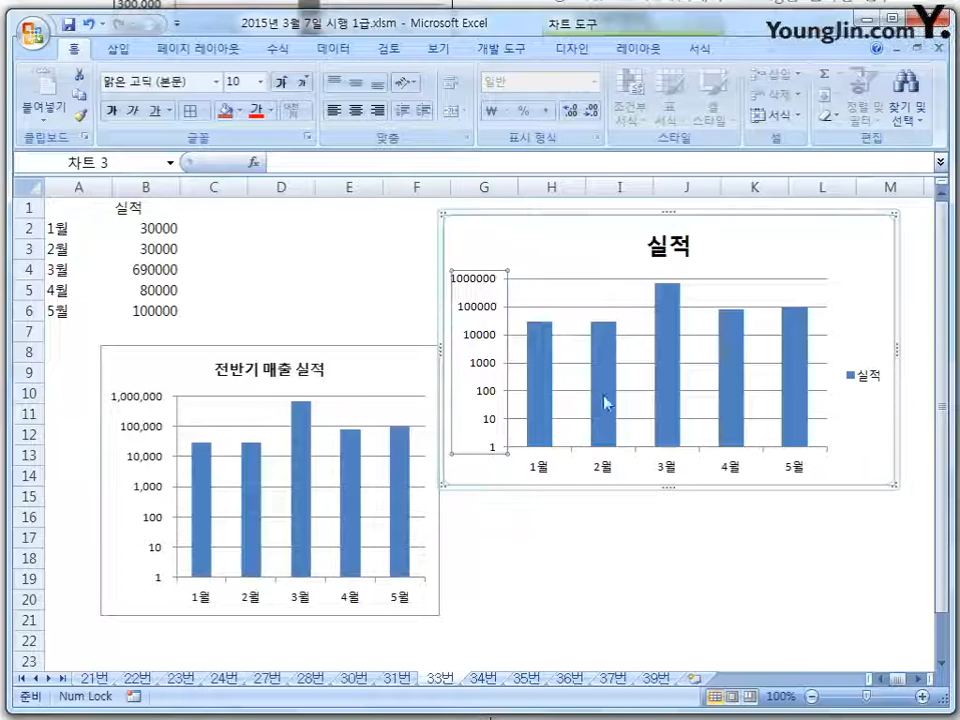 300,000
2015년 3월 7일 시행 1급.xlsm - Microsoft Excel
차트 도구
YoungJin.com Y.
홈 삽입 페이지 레이아웃 수식 데이터 검토 보기 개발 도구 디자인 레이아웃 서식
붙여넣기
맑은 고딕 (본문) 10
가 가 가 가 가
일반
% ,
조건부 서식 표 서식 셀 스타일
삽입
삭제
서식
정렬 및 필터 찾기 및 선택
클립보드 글꼴 맞춤 표시 형식 스타일 셀 편집
차트 3 fx
A B C D E F G H I J K L M
1 실적
2 1월 30000
3 2월 30000
4 3월 690000
5 4월 80000
6 5월 100000
7
8
9
10
11
12
13
14
15
16
17
18
19
20
21
22
23
실적
1000000
100000
10000
1000
100
10
1
1월 2월 3월 4월 5월
실적
전반기 매출 실적
1,000,000
100,000
10,000
1,000
100
10
1
1월 2월 3월 4월 5월
21번 22번 23번 24번 27번 28번 30번 31번 33번 34번 35번 36번 37번 39번
준비 Num Lock 100%